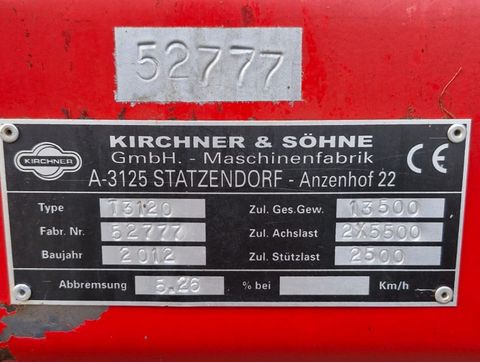 52777
KIRCHNER
KIRCHNER & SÖHNE
GmbH. - Maschinenfabrik
A-3125 STATZENDORF - Anzenhof 22
CE
Type T3120 Zul. Ges.Gew. 13500
Fabr. Nr. 52777 Zul. Achslast 2X5500
Baujahr 2012 Zul. Stützlast 2500
Abbremsung 5.26 % bei Km/h